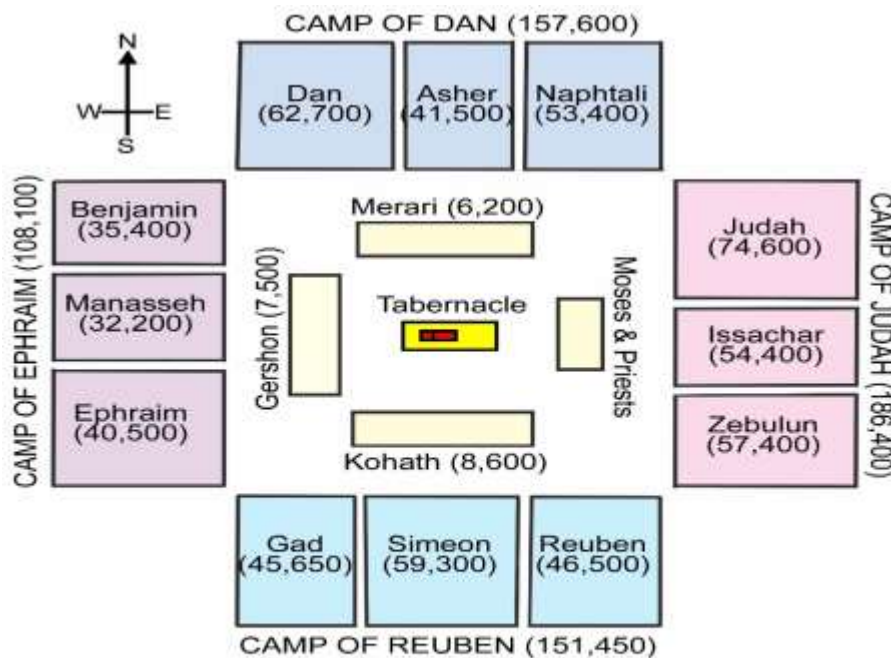 CAMP OF DAN (157,600)
N
W
E
S
Dan
(62,700)
Asher
(41,500)
Naphtali
(53,400)
CAMP OF EPHRAIM (108,100)
Benjamin
(35,400)
Manasseh
(32,200)
Ephraim
(40,500)
Merari (6,200)
Gershon (7,500)
Tabernacle
Moses & Priests
Kohath (8,600)
Judah
(74,600)
Issachar
(54,400)
Zebulun
(57,400)
CAMP OF JUDAH (186,400)
Gad
(45,650)
Simeon
(59,300)
Reuben
(46,500)
CAMP OF REUBEN (151,450)